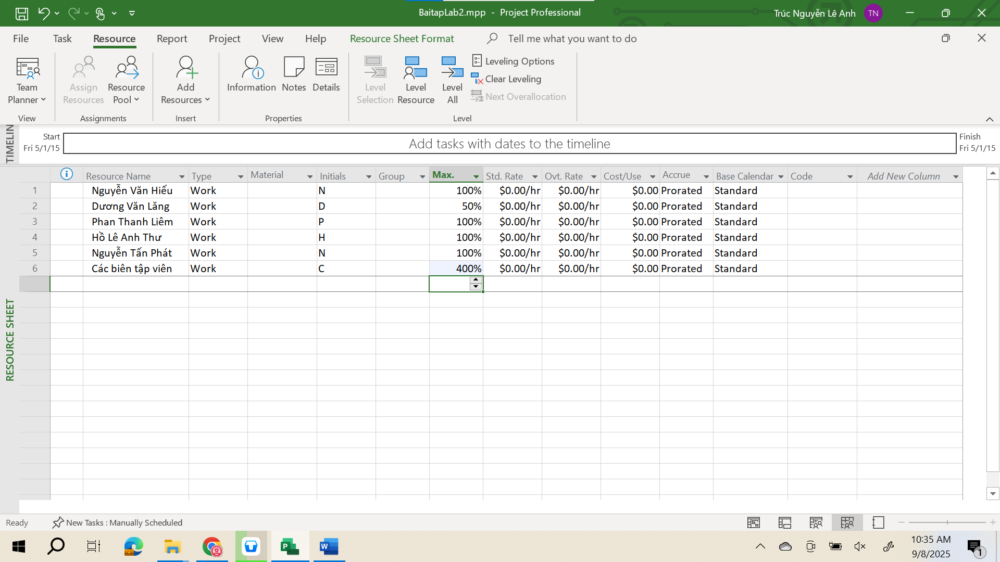 BaitapLab2.mpp - Project Professional
Trúc Nguyễn Lê Anh
TN
File Task Resource Report Project View Help Resource Sheet Format Tell me what you want to do
Team Planner
Assign Resources
Resource Pool
Add Resources
Information
Notes
Details
Level Selection
Level Resource
Level All
Leveling Options
Clear Leveling
Next Overallocation
View Assignments Insert Properties Level
TIMELIN
Start
Fri 5/1/15
Add tasks with dates to the timeline
Finish
Fri 5/1/15
RESOURCE SHEET
Resource Name Type Material Initials Group Max. Std. Rate Ovt. Rate Cost/Use Accrue Base Calendar Code Add New Column
1 Nguyễn Văn Hiếu Work N 100% $0.00/hr $0.00/hr $0.00 Prorated Standard
2 Dương Văn Lăng Work D 50% $0.00/hr $0.00/hr $0.00 Prorated Standard
3 Phan Thanh Liêm Work P 100% $0.00/hr $0.00/hr $0.00 Prorated Standard
4 Hồ Lê Anh Thư Work H 100% $0.00/hr $0.00/hr $0.00 Prorated Standard
5 Nguyễn Tấn Phát Work N 100% $0.00/hr $0.00/hr $0.00 Prorated Standard
6 Các biên tập viên Work C 400% $0.00/hr $0.00/hr $0.00 Prorated Standard
Ready New Tasks : Manually Scheduled
10:35 AM
9/8/2025
1